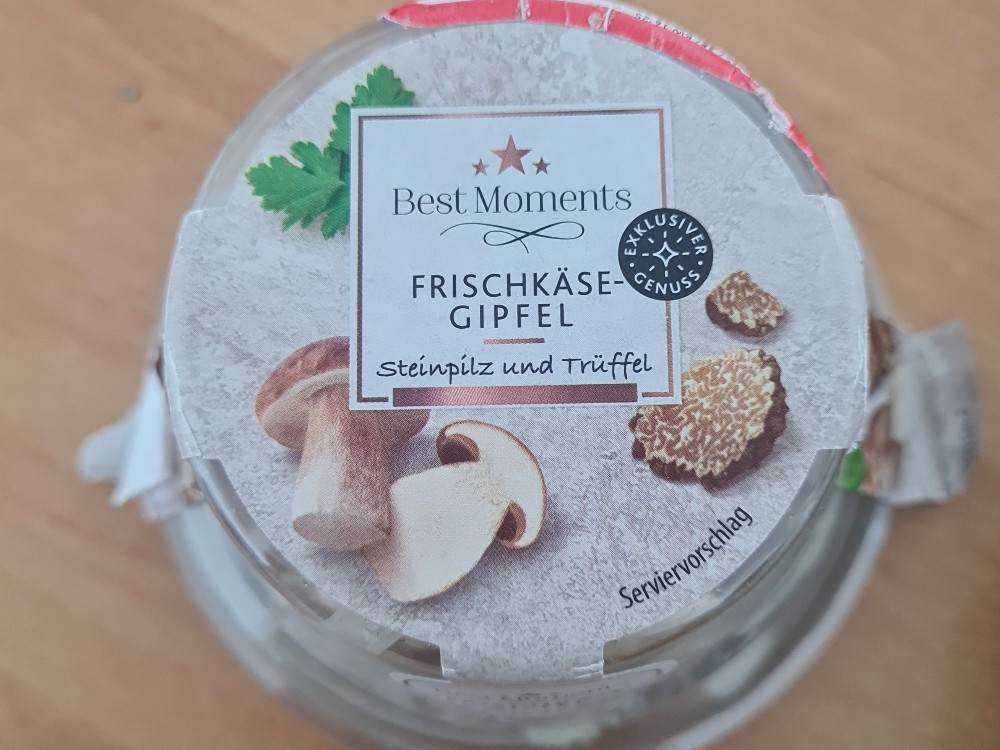 Best Moments
EXKLUSIVER
GENUSS
FRISCHKÄSE-
GIPFEL
Steinpilz und Trüffel
Serviervorschlag